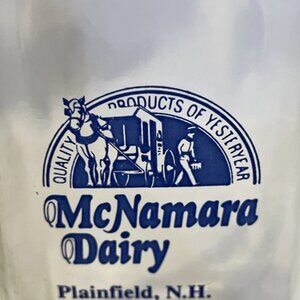 QUALITY PRODUCTS OF YESTERYEAR
McNamara
Dairy
Plainfield, N.H.